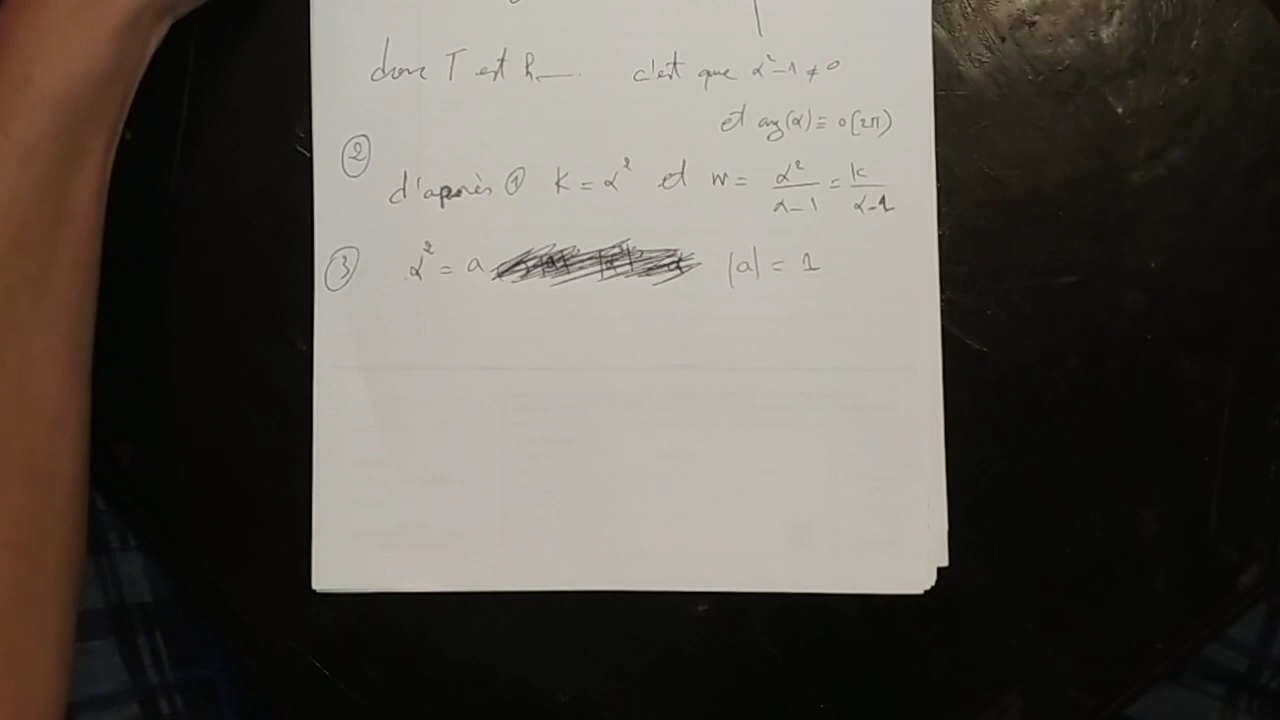 donc T est h c'est que α²-1 ≠ 0
et arg(α) ≡ 0[2π]
②
d'après ① K = α² et w = α²/α-1 = k/α-1
③ α² = a |a| = 1